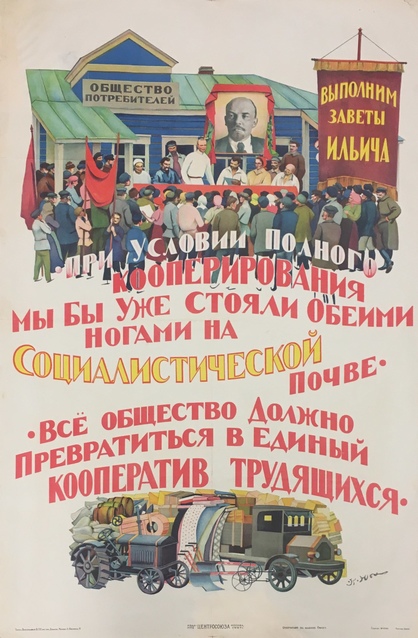 ОБЩЕСТВО
ПОТРЕБИТЕЛЕЙ
ВЫПОЛНИМ
ЗАВЕТЫ
ИЛЬИЧА
·ПРИ УСЛОВИИ ПОЛНОГО
КООПЕРИРОВАНИЯ
МЫ БЫ УЖЕ СТОЯЛИ ОБЕИМИ
НОГАМИ НА
СОЦИАЛИСТИЧЕСКОЙ
ПОЧВЕ·
·ВСЁ ОБЩЕСТВО ДОЛЖНО
ПРЕВРАТИТЬСЯ В ЕДИНЫЙ
КООПЕРАТИВ ТРУДЯЩИХСЯ·